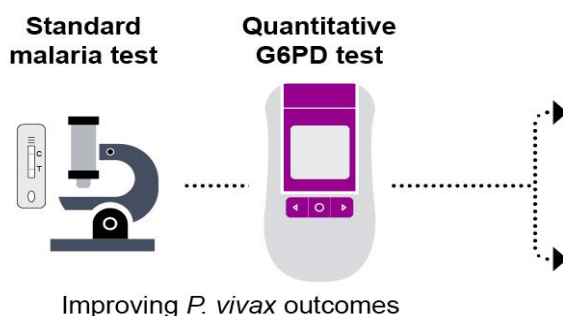 Standard
malaria test
Quantitative
G6PD test
C
T
Improving P. vivax outcomes